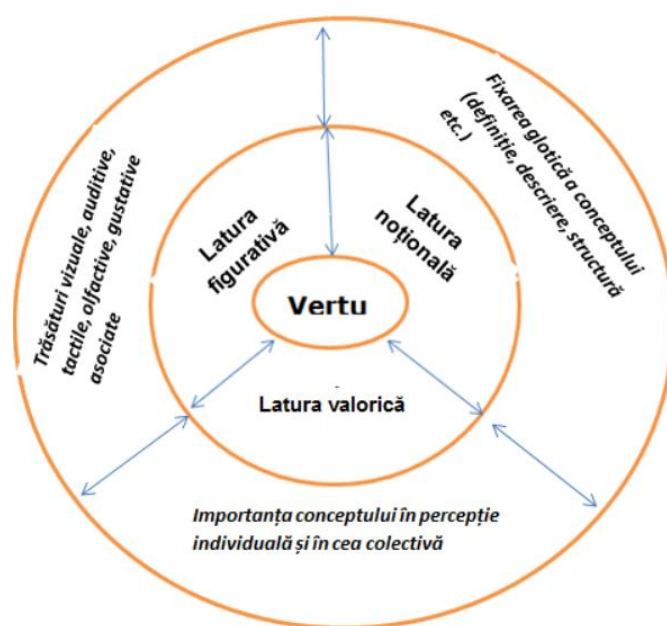 Trăsături vizuale, auditive,
tactile, olfactive, gustative
asociate
Fixarea glotică a conceptului
(definiție, descriere, structură
etc.)
Latura
figurativă
Latura
noțională
Vertu
Latura valorică
Importanța conceptului în percepție
individuală și în cea colectivă